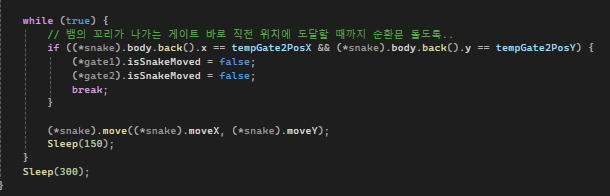 while (true) {
// 뱀의 꼬리가 나가는 게이트 바로 직전 위치에 도달할 때까지 순환문 돌도록..
if ((*snake).body.back().x == tempGate2PosX && (*snake).body.back().y == tempGate2PosY) {
(*gate1).isSnakeMoved = false;
(*gate2).isSnakeMoved = false;
break;
}
(*snake).move((*snake).moveX, (*snake).moveY);
Sleep(150);
}
Sleep(300);
}